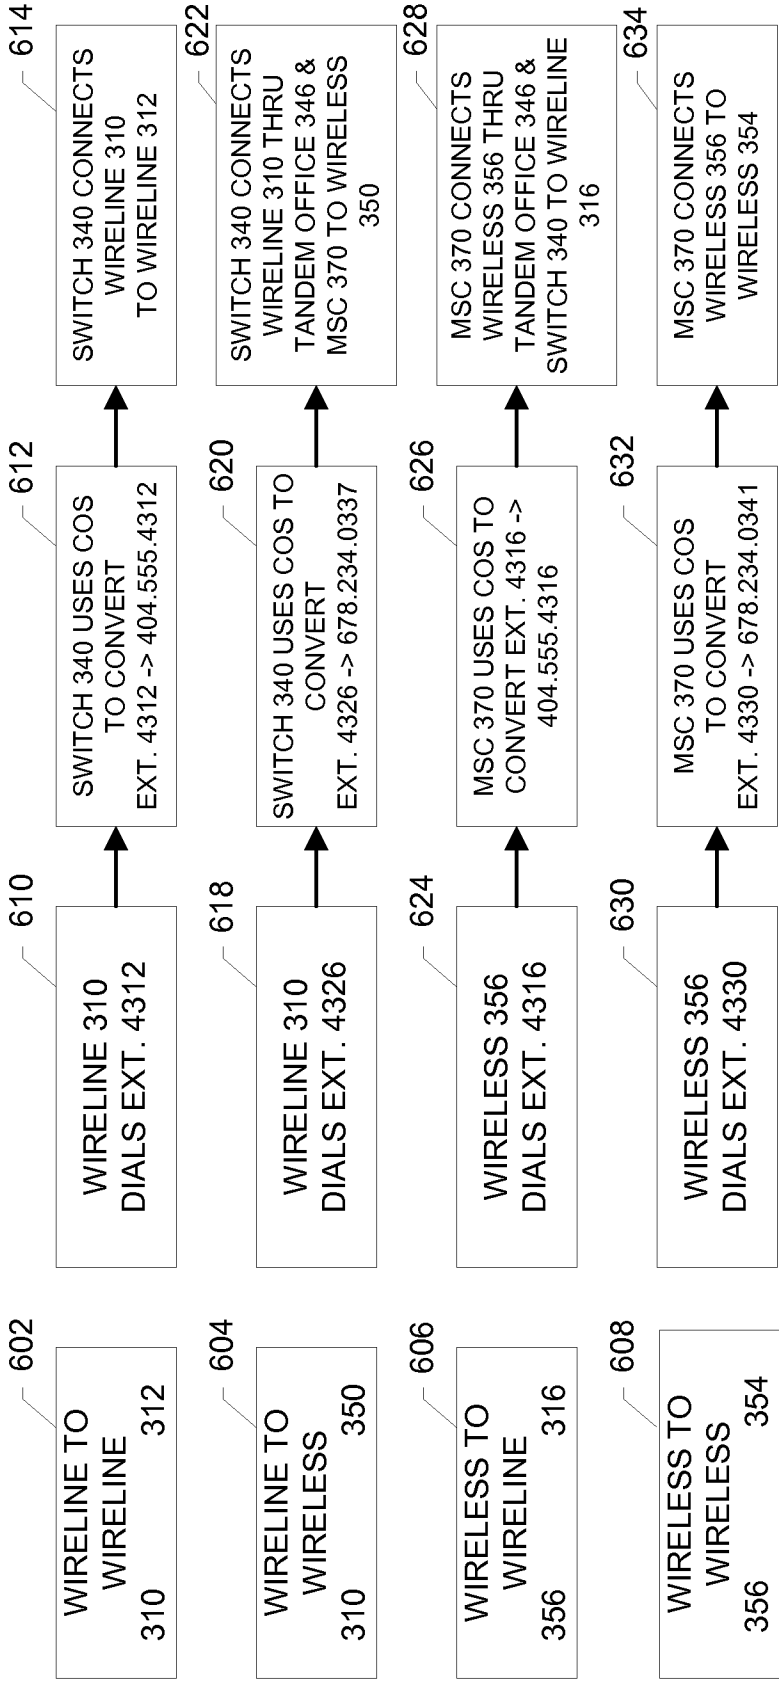 602
WIRELINE TO
WIRELINE
310 312
610
WIRELINE 310
DIALS EXT. 4312
612
SWITCH 340 USES COS
TO CONVERT
EXT. 4312 -> 404.555.4312
614
SWITCH 340 CONNECTS
WIRELINE 310
TO WIRELINE 312
604
WIRELINE TO
WIRELESS
310 350
618
WIRELINE 310
DIALS EXT. 4326
620
SWITCH 340 USES COS TO
CONVERT
EXT. 4326 -> 678.234.0337
622
SWITCH 340 CONNECTS
WIRELINE 310 THRU
TANDEM OFFICE 346 &
MSC 370 TO WIRELESS
350
606
WIRELESS TO
WIRELINE
356 316
624
WIRELESS 356
DIALS EXT. 4316
626
MSC 370 USES COS TO
CONVERT EXT. 4316 ->
404.555.4316
628
MSC 370 CONNECTS
WIRELESS 356 THRU
TANDEM OFFICE 346 &
SWITCH 340 TO WIRELINE
316
608
WIRELESS TO
WIRELESS
356 354
630
WIRELESS 356
DIALS EXT. 4330
632
MSC 370 USES COS
TO CONVERT
EXT. 4330 -> 678.234.0341
634
MSC 370 CONNECTS
WIRELESS 356 TO
WIRELESS 354